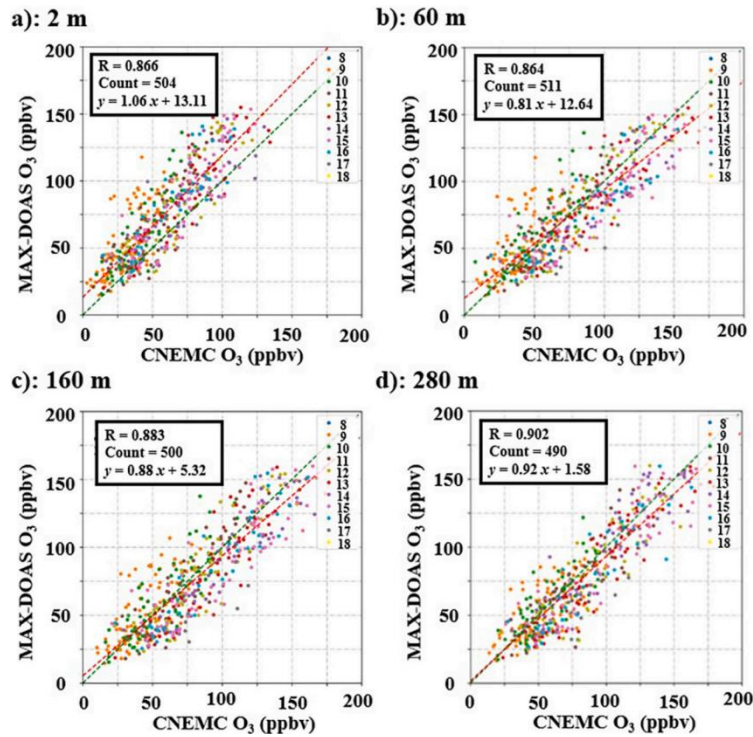 a): 2 m
200
150
100
50
0
MAX-DOAS O3 (ppbv)
R = 0.866
Count = 504
y = 1.06 x + 13.11
8
9
10
11
12
13
14
15
16
17
18
0 50 100 150 200
CNEMC O3 (ppbv)
b): 60 m
200
150
100
50
0
MAX-DOAS O3 (ppbv)
R = 0.864
Count = 511
y = 0.81 x + 12.64
8
9
10
11
12
13
14
15
16
17
18
0 50 100 150 200
CNEMC O3 (ppbv)
c): 160 m
200
150
100
50
0
MAX-DOAS O3 (ppbv)
R = 0.883
Count = 500
y = 0.88 x + 5.32
8
9
10
11
12
13
14
15
16
17
18
0 50 100 150 200
CNEMC O3 (ppbv)
d): 280 m
200
150
100
50
0
MAX-DOAS O3 (ppbv)
R = 0.902
Count = 490
y = 0.92 x + 1.58
8
9
10
11
12
13
14
15
16
17
18
0 50 100 150 200
CNEMC O3 (ppbv)